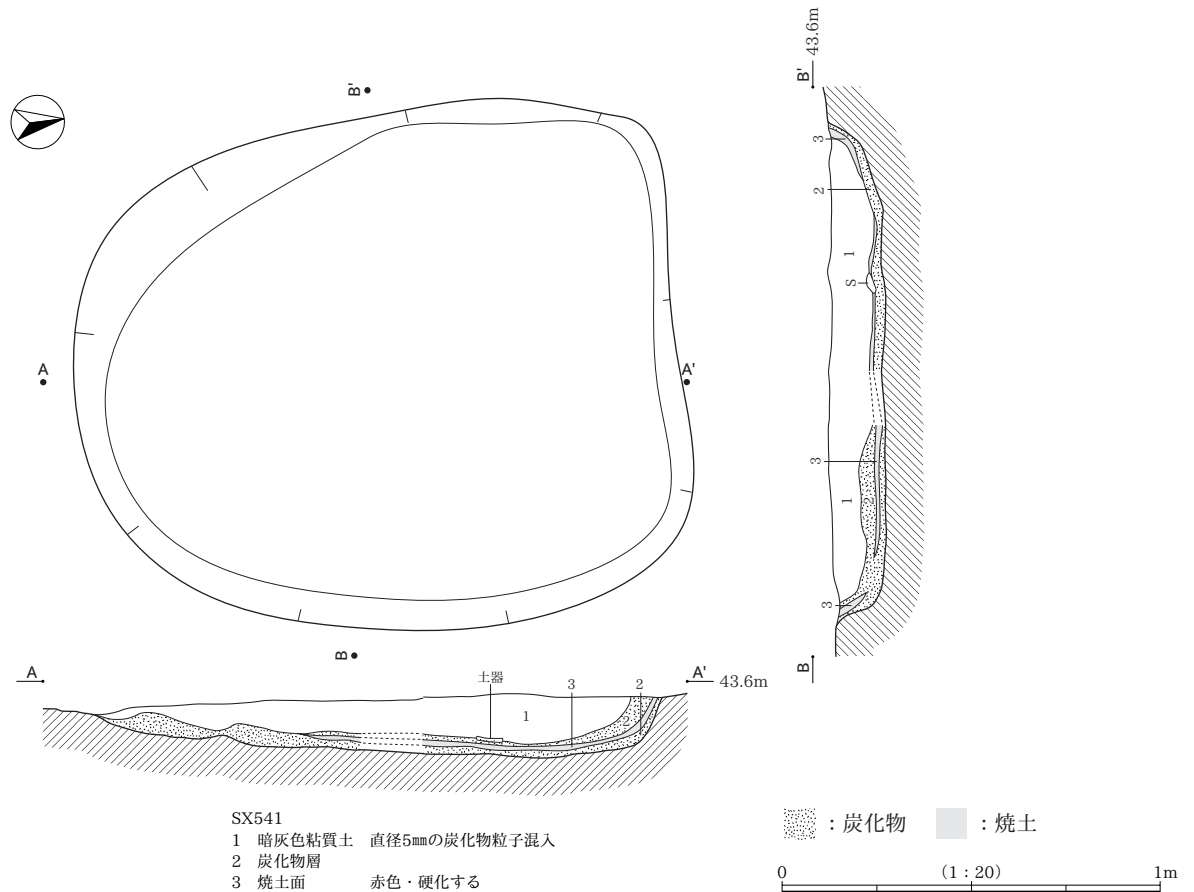 B'
43.6m
B'
3
2
1
S
A
A'
3
1
2
3
B
B
A
土器
3
2
A'
43.6m
1
2
SX541
1 暗灰色粘質土 直径5㎜の炭化物粒子混入
2 炭化物層
3 焼土面 赤色・硬化する
：炭化物 ：焼土
0 （1：20） 1m